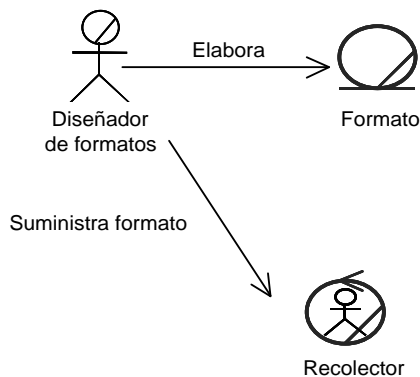 Elabora
Diseñador
de formatos
Formato
Suministra formato
Recolector